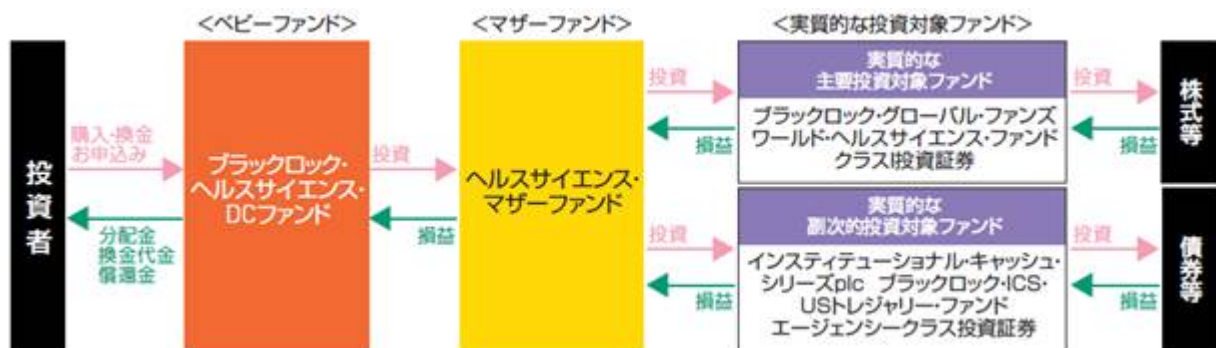 <ベビーファンド>
<マザーファンド>
<実質的な投資対象ファンド>
投資者
購入・換金
お申込み
分配金
換金代金
償還金
ブラックロック・
ヘルスサイエンス・
DCファンド
投資
損益
ヘルスサイエンス・
マザーファンド
投資
損益
実質的な
主要投資対象ファンド
ブラックロック・グローバル・ファンズ
ワールド・ヘルスサイエンス・ファンド
クラスI投資証券
投資
損益
株式等
投資
損益
実質的な
副次的投資対象ファンド
インスティテューショナル・キャッシュ・
シリーズplc ブラックロック・ICS・
USトレジャリー・ファンド
エージェンシークラス投資証券
投資
損益
債券等